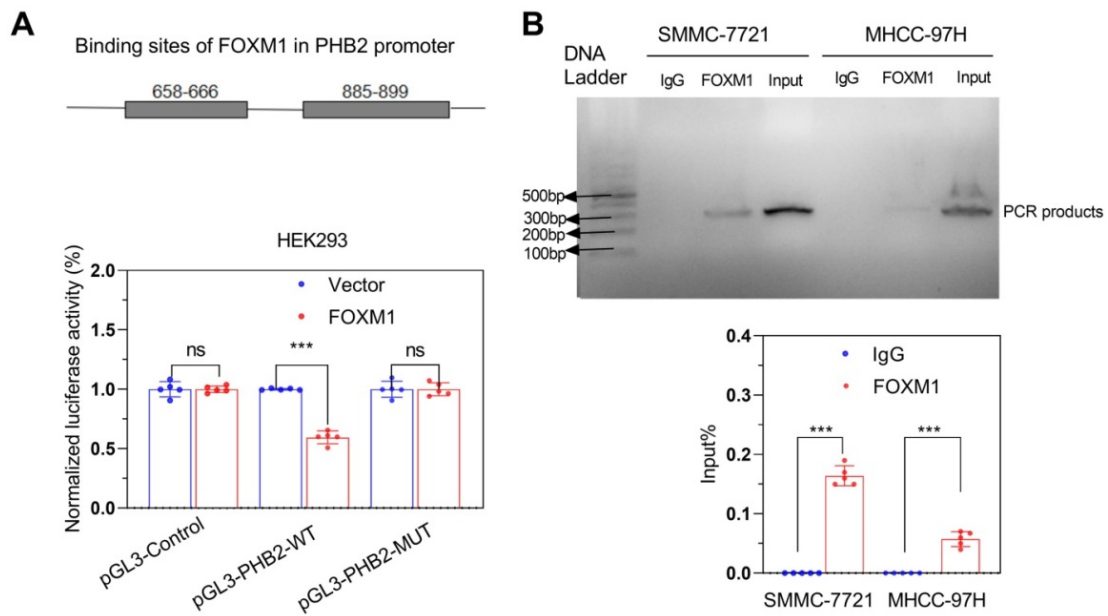 A
Binding sites of FOXM1 in PHB2 promoter
658-666 885-899
HEK293
Normalized luciferase activity (%)
2.0
1.5
1.0
0.5
0.0
Vector
FOXM1
ns *** ns
pGL3-Control pGL3-PHB2-WT pGL3-PHB2-MUT
B
SMMC-7721 MHCC-97H
DNA
Ladder
IgG FOXM1 Input IgG FOXM1 Input
500bp
300bp
200bp
100bp
PCR products
Input%
0.4
0.3
0.2
0.1
0.0
IgG
FOXM1
*** ***
SMMC-7721 MHCC-97H